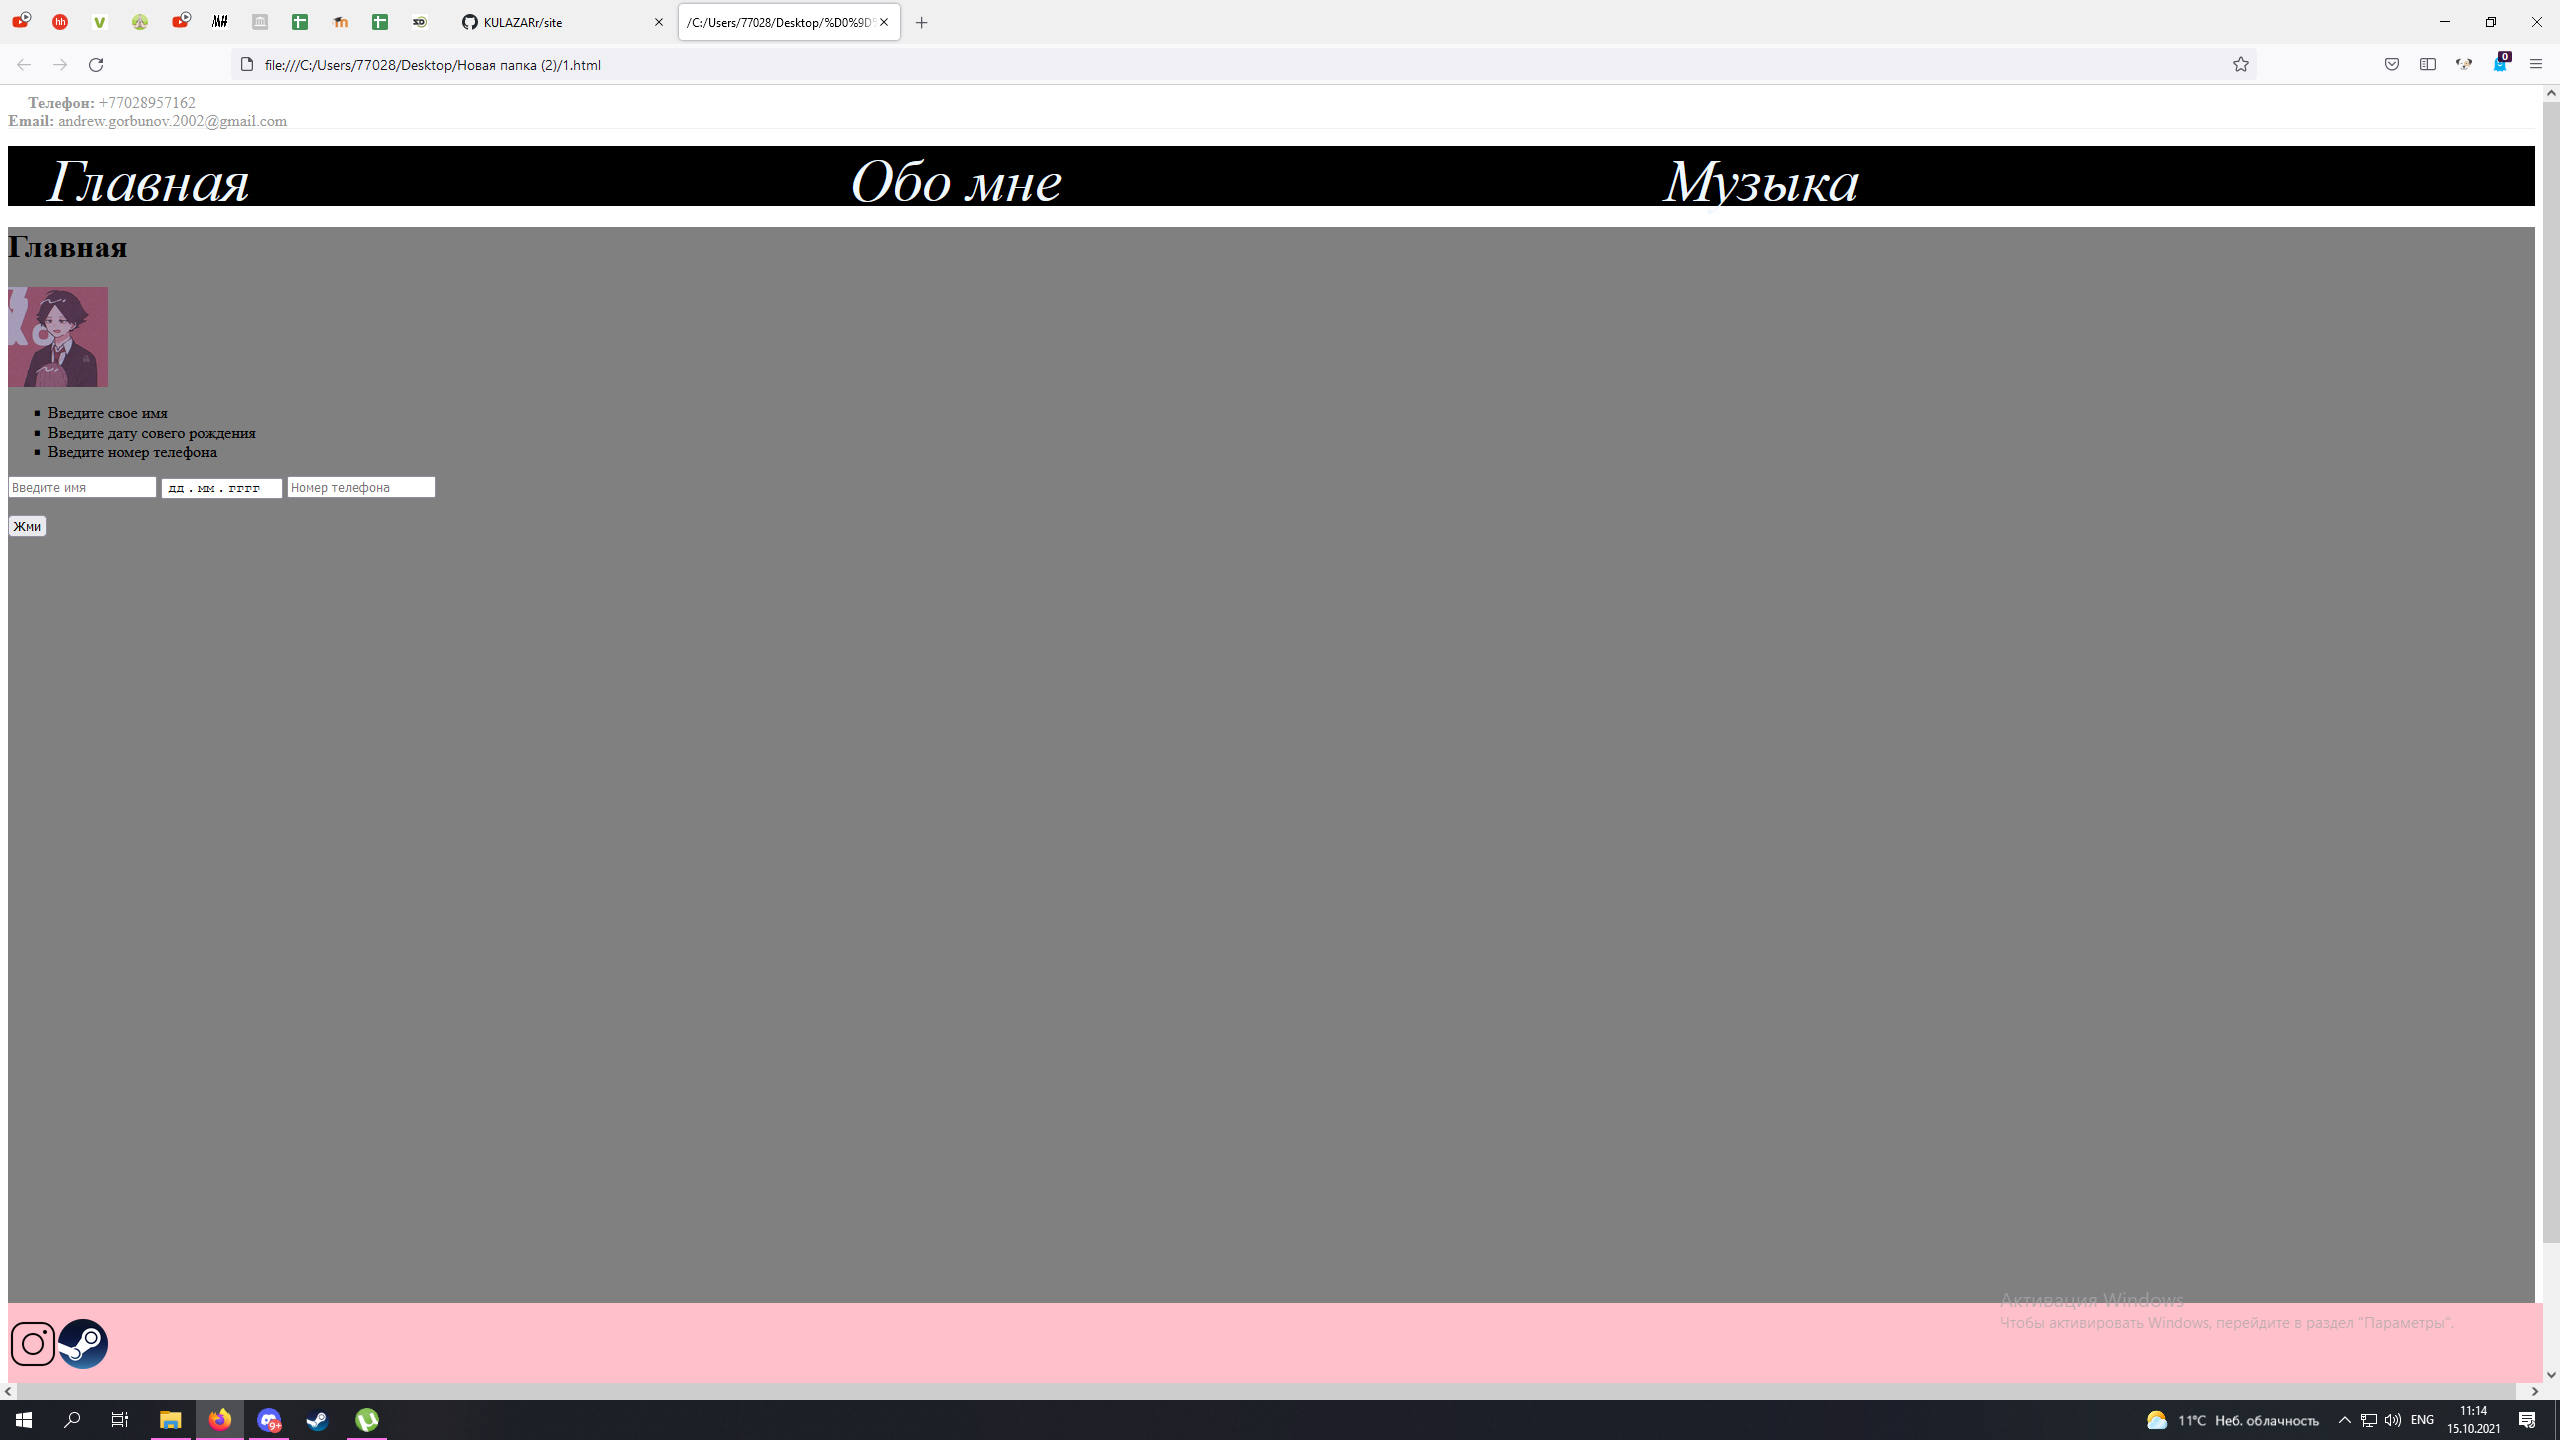 KULAZARr/site
/C:/Users/77028/Desktop/%D0%9D
file:///C:/Users/77028/Desktop/Новая папка (2)/1.html
0
Телефон: +77028957162
Email: andrew.gorbunov.2002@gmail.com
Главная Обо мне Музыка
Главная
Введите свое имя
Введите дату совего рождения
Введите номер телефона
Введите имя дд.мм.гггг Номер телефона
Жми
Активация Windows
Чтобы активировать Windows, перейдите в раздел "Параметры".
9+
11°C Неб. облачность ENG 11:14
15.10.2021